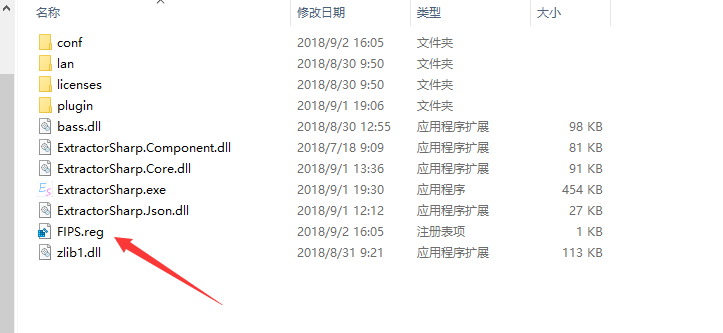 名称 修改日期 类型 大小
conf 2018/9/2 16:05 文件夹
lan 2018/8/30 9:50 文件夹
licenses 2018/8/30 9:50 文件夹
plugin 2018/9/1 19:06 文件夹
bass.dll 2018/8/30 12:55 应用程序扩展 98 KB
ExtractorSharp.Component.dll 2018/7/18 9:09 应用程序扩展 81 KB
ExtractorSharp.Core.dll 2018/9/1 13:36 应用程序扩展 91 KB
ES ExtractorSharp.exe 2018/9/1 19:30 应用程序 454 KB
ExtractorSharp.Json.dll 2018/9/1 12:12 应用程序扩展 27 KB
FIPS.reg 2018/9/2 16:05 注册表项 1 KB
zlib1.dll 2018/8/31 9:21 应用程序扩展 113 KB